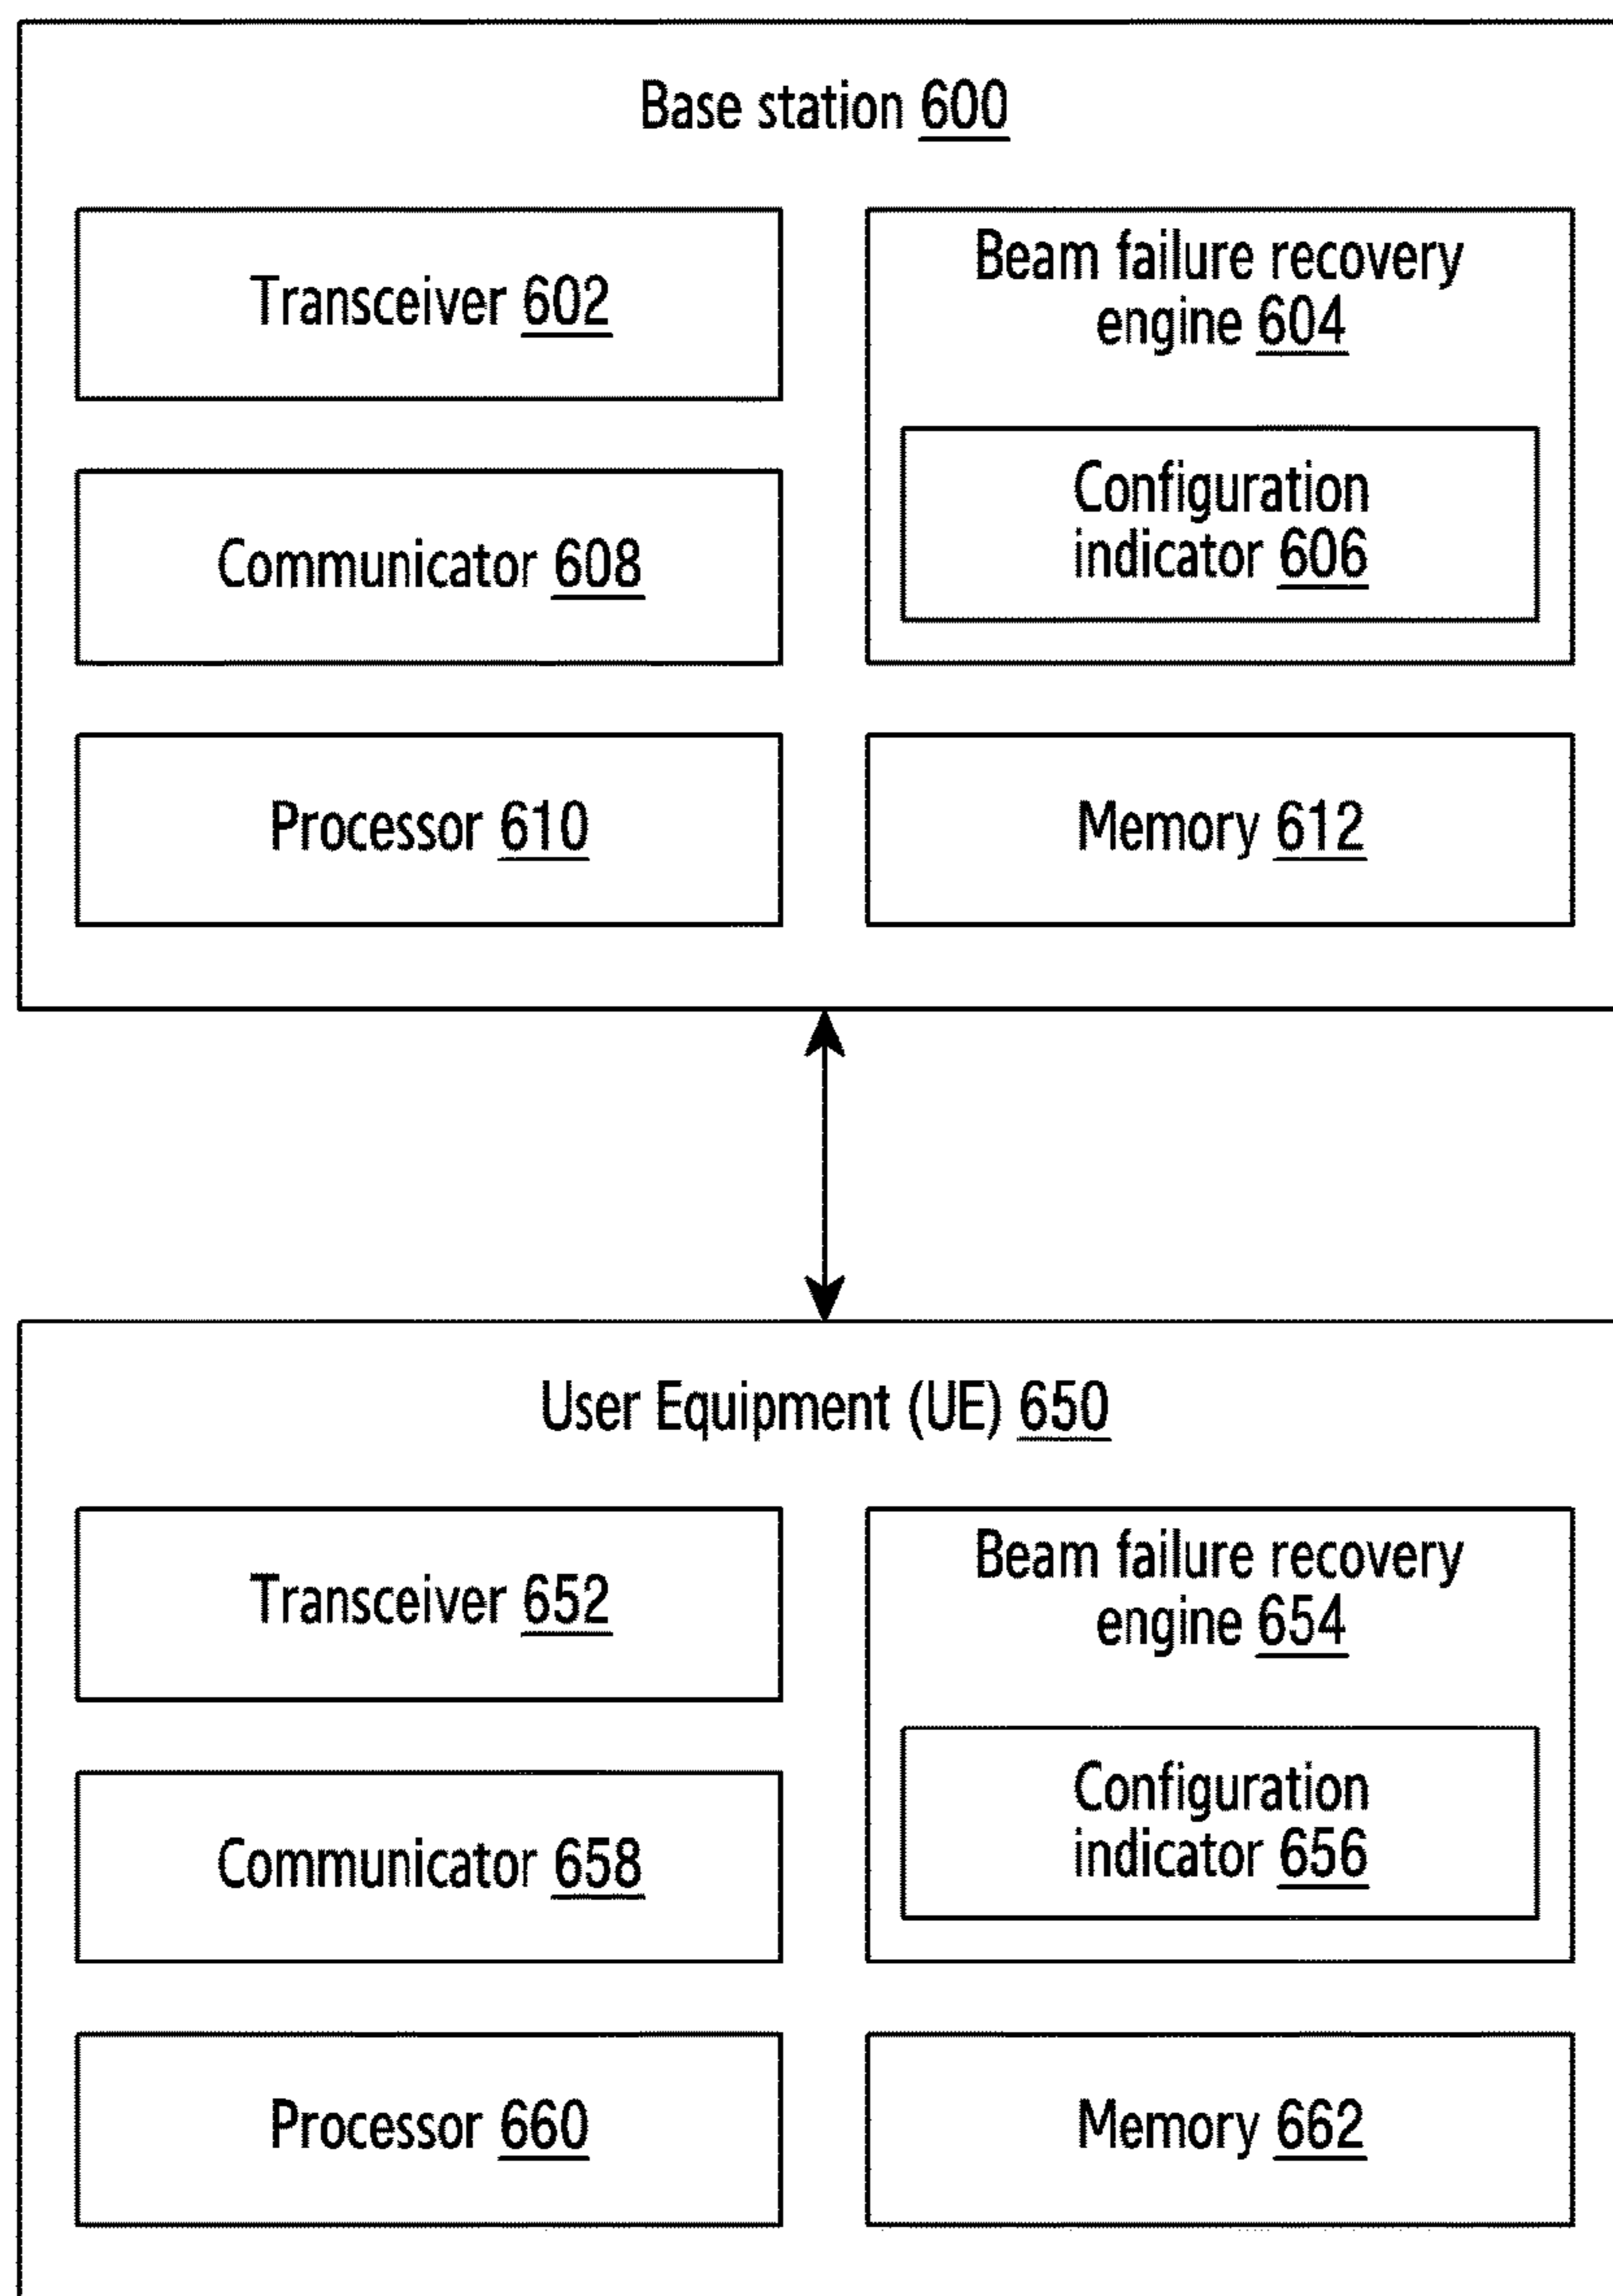 Base station 600
Transceiver 602
Beam failure recovery
engine 604
Configuration
indicator 606
Communicator 608
Processor 610
Memory 612
User Equipment (UE) 650
Transceiver 652
Beam failure recovery
engine 654
Configuration
indicator 656
Communicator 658
Processor 660
Memory 662